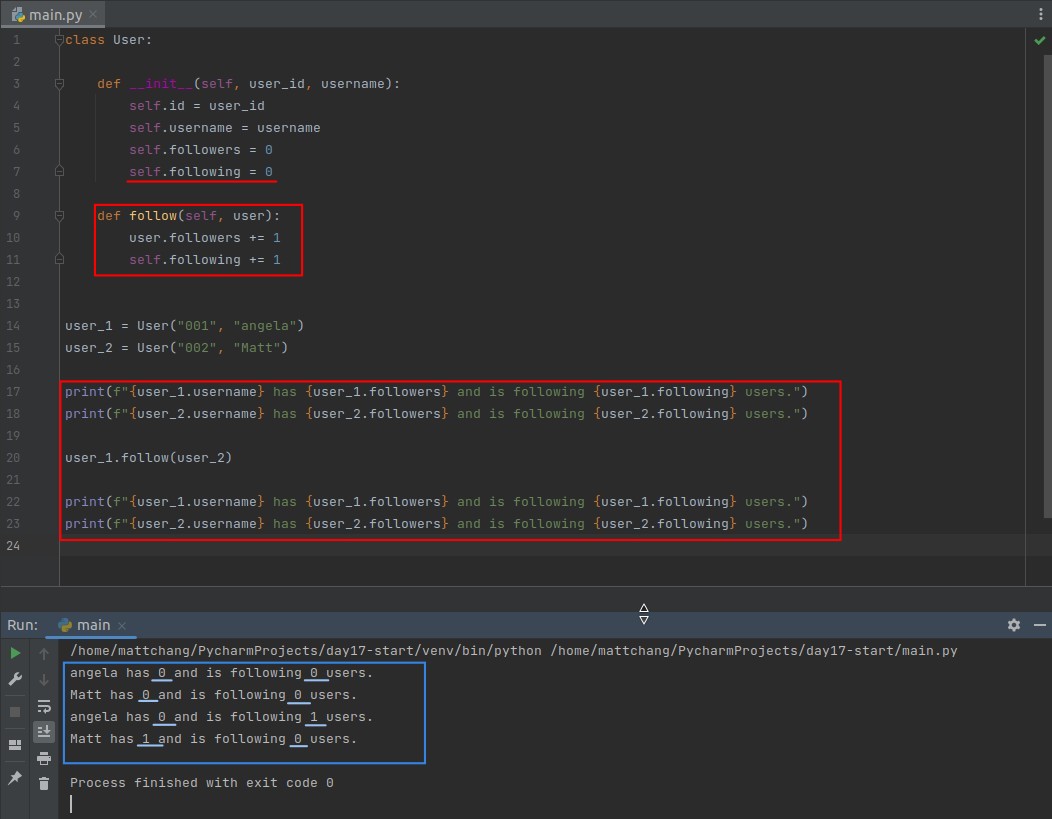 main.py
1 class User:
2
3 def __init__(self, user_id, username):
4 self.id = user_id
5 self.username = username
6 self.followers = 0
7 self.following = 0
8
9 def follow(self, user):
10 user.followers += 1
11 self.following += 1
12
13
14 user_1 = User("001", "angela")
15 user_2 = User("002", "Matt")
16
17 print(f"{user_1.username} has {user_1.followers} and is following {user_1.following} users.")
18 print(f"{user_2.username} has {user_2.followers} and is following {user_2.following} users.")
19
20 user_1.follow(user_2)
21
22 print(f"{user_1.username} has {user_1.followers} and is following {user_1.following} users.")
23 print(f"{user_2.username} has {user_2.followers} and is following {user_2.following} users.")
24
Run: main
/home/mattchang/PycharmProjects/day17-start/venv/bin/python /home/mattchang/PycharmProjects/day17-start/main.py
angela has 0 and is following 0 users.
Matt has 0 and is following 0 users.
angela has 0 and is following 1 users.
Matt has 1 and is following 0 users.
Process finished with exit code 0